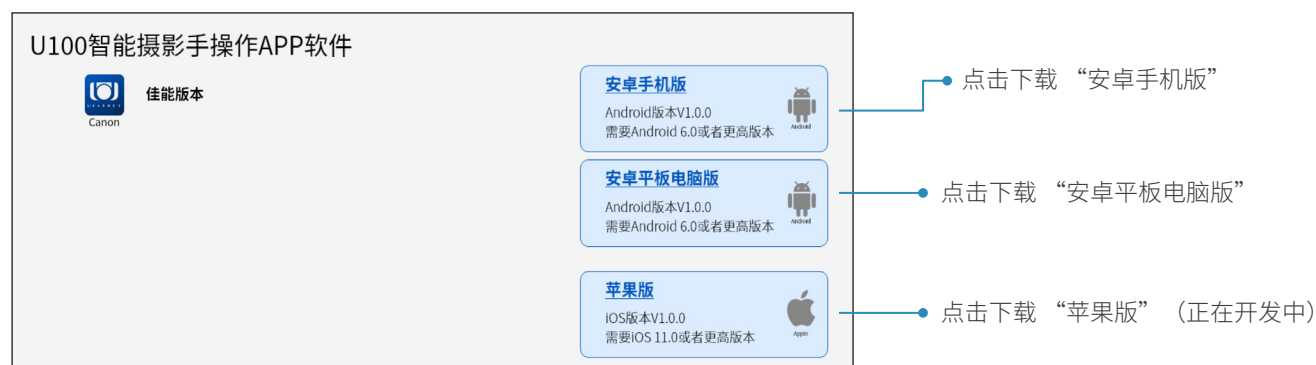 U100智能摄影手操作APP软件
Canon
佳能版本
安卓手机版
Android版本V1.0.0
需要Android 6.0或者更高版本
Android
点击下载 “安卓手机版”
安卓平板电脑版
Android版本V1.0.0
需要Android 6.0或者更高版本
Android
点击下载 “安卓平板电脑版”
苹果版
iOS版本V1.0.0
需要iOS 11.0或者更高版本
Apple
点击下载 “苹果版” （正在开发中）